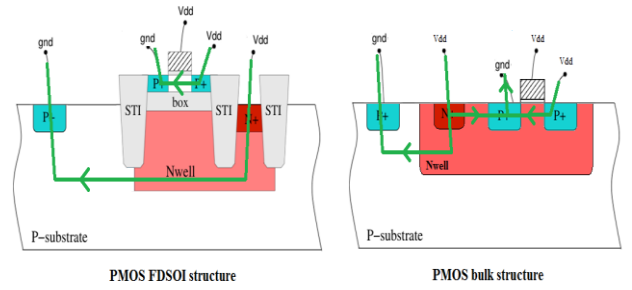 Vdd
gnd
gnd
Vdd
Vdd
P+
P+
STI
STI
STI
box
P+
N+
Nwell
P-substrate
PMOS FDSOI structure
gnd
Vdd
gnd
Vdd
Vdd
P+
N+
P+
P+
Nwell
P-substrate
PMOS bulk structure